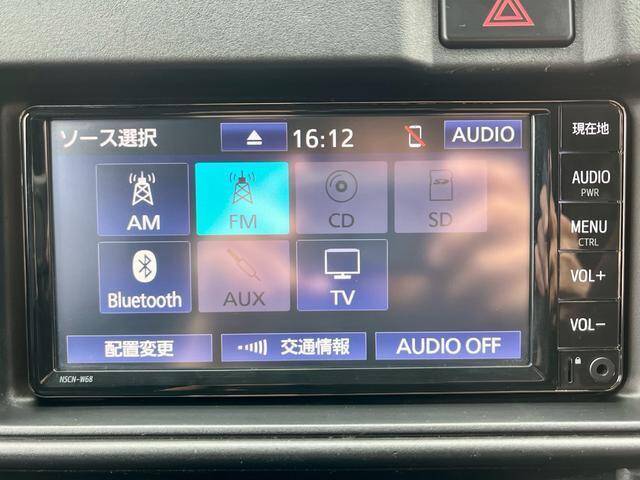 ソース選択 16:12 AUDIO
AM FM CD SD
Bluetooth AUX TV
配置変更 交通情報 AUDIO OFF
NSCN-W68
現在地
AUDIO
PWR
MENU
CTRL
VOL+
VOL-